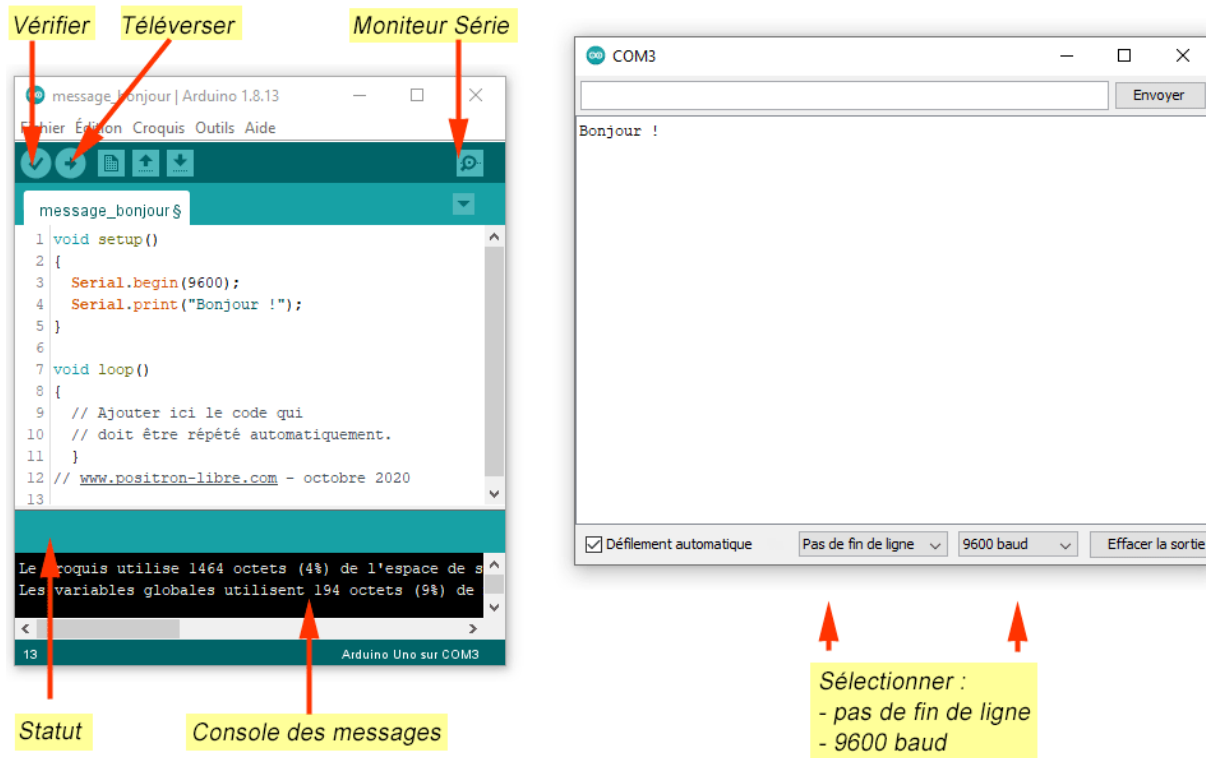 Vérifier Téléverser Moniteur Série
message_bonjour | Arduino 1.8.13
Fichier Édition Croquis Outils Aide
message_bonjour §
1 void setup()
2 {
3 Serial.begin(9600);
4 Serial.print("Bonjour !");
5 }
6
7 void loop()
8 {
9 // Ajouter ici le code qui
10 // doit être répété automatiquement.
11 }
12 // www.positron-libre.com - octobre 2020
13
Le croquis utilise 1464 octets (4%) de l'espace de s
Les variables globales utilisent 194 octets (9%) de
13 Arduino Uno sur COM3
Statut Console des messages
COM3
Envoyer
Bonjour !
Défilement automatique Pas de fin de ligne 9600 baud Effacer la sortie
Sélectionner :
- pas de fin de ligne
- 9600 baud